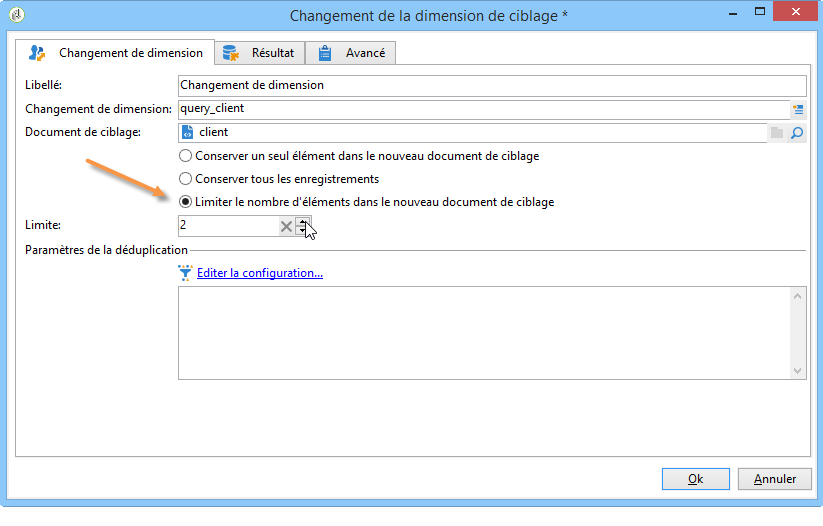 Changement de la dimension de ciblage *
Changement de dimension
Résultat
Avancé
Libellé: Changement de dimension
Changement de dimension: query_client
Document de ciblage: client
Conserver un seul élément dans le nouveau document de ciblage
Conserver tous les enregistrements
Limiter le nombre d'éléments dans le nouveau document de ciblage
Limite: 2
Paramètres de la déduplication
Editer la configuration...
Ok
Annuler